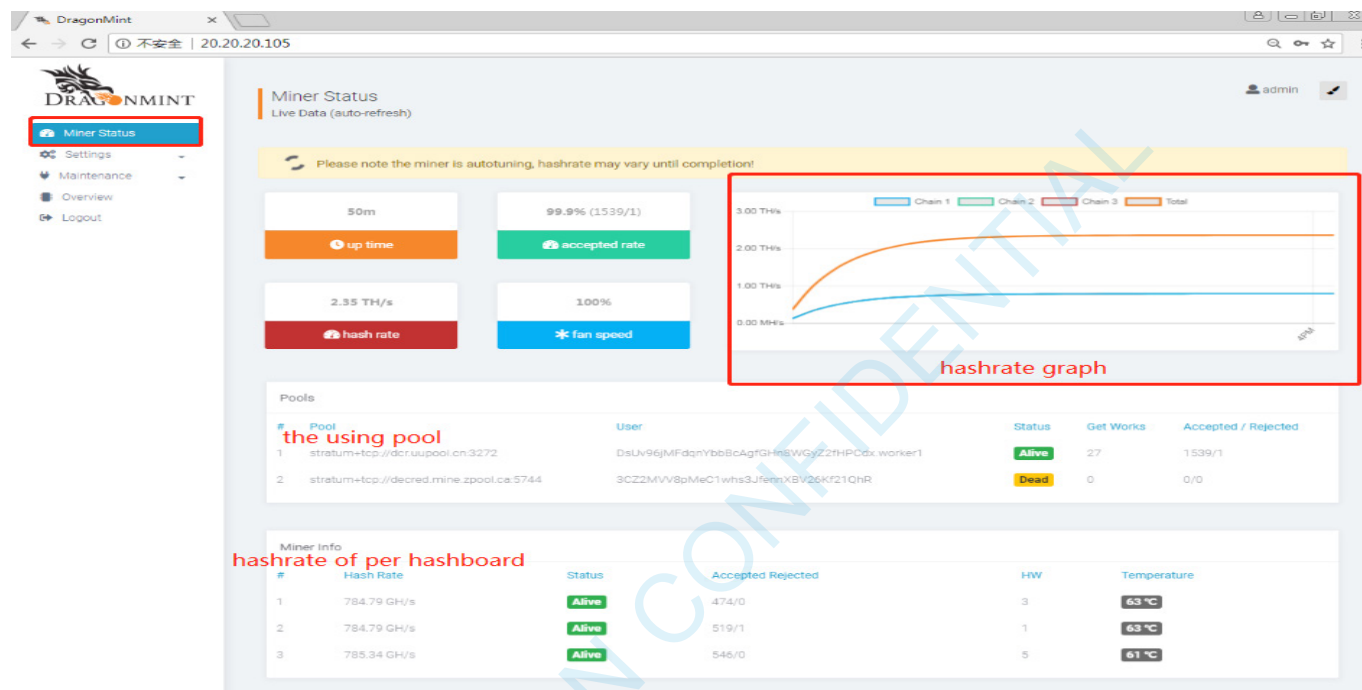 DragonMint
不安全 | 20.20.20.105
DRAGONMINT
Miner Status
Settings
Maintenance
Overview
Logout
Miner Status
Live Data (auto-refresh)
admin
Please note the miner is autotuning, hashrate may vary until completion!
50m
up time
99.9% (1539/1)
accepted rate
2.35 TH/s
hash rate
100%
fan speed
Chain 1 Chain 2 Chain 3 Total
3.00 TH/s
2.00 TH/s
1.00 TH/s
0.00 MH/s
4PM
hashrate graph
Pools
# Pool User Status Get Works Accepted / Rejected
the using pool
1 stratum+tcp://dcr.uupool.cn:3272 Alive 27 1539/1
2 stratum+tcp://decred.mine.zpool.ca:5744 Dead 0 0/0
Miner Info
hashrate of per hashboard
# Hash Rate Status Accepted Rejected HW Temperature
1 784.79 GH/s Alive 474/0 3 63 °C
2 784.79 GH/s Alive 519/1 1 63 °C
3 785.34 GH/s Alive 546/0 5 61 °C
CONFIDENTIAL